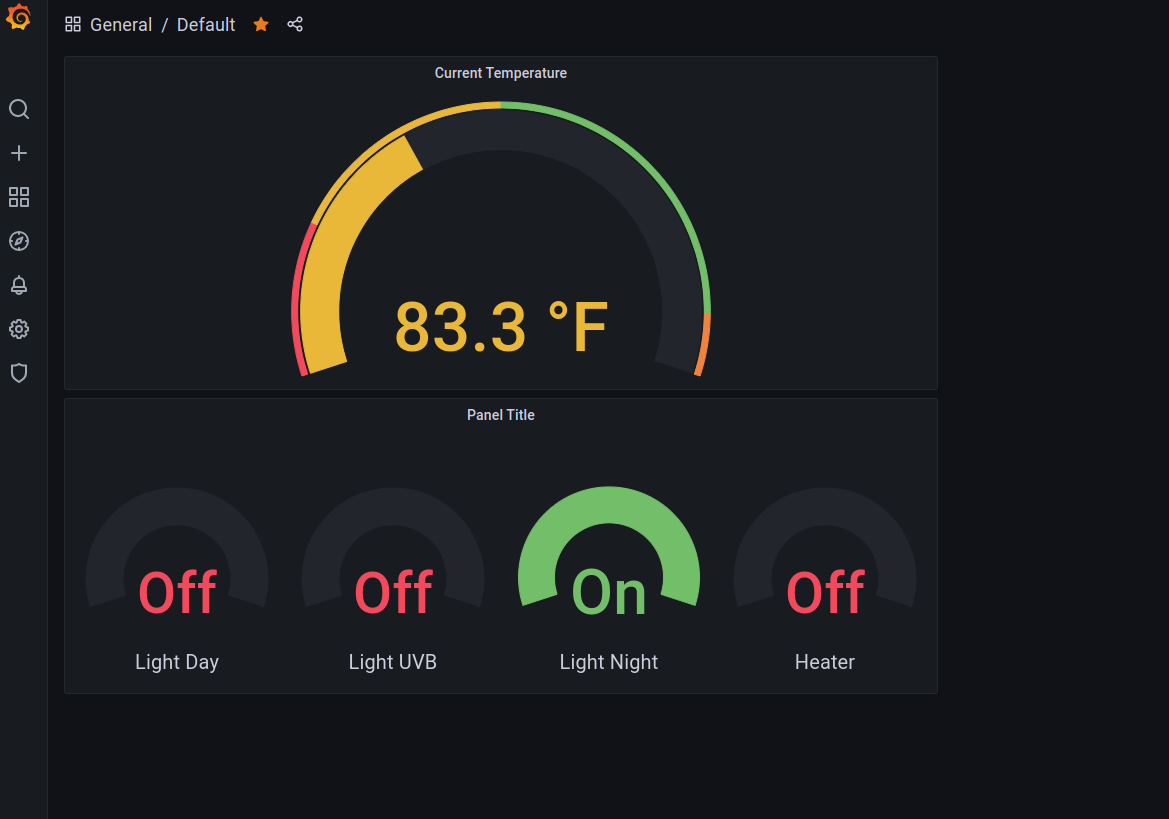 General / Default
Current Temperature
83.3 °F
Panel Title
Off Off On Off
Light Day Light UVB Light Night Heater